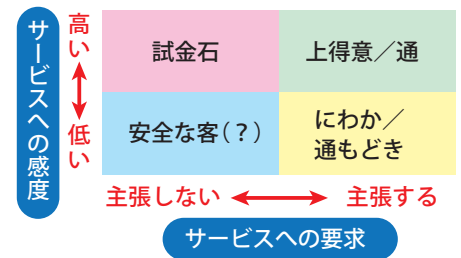 サービスへの感度
高い
低い
試金石
上得意／通
安全な客(？)
にわか／
通もどき
主張しない
主張する
サービスへの要求